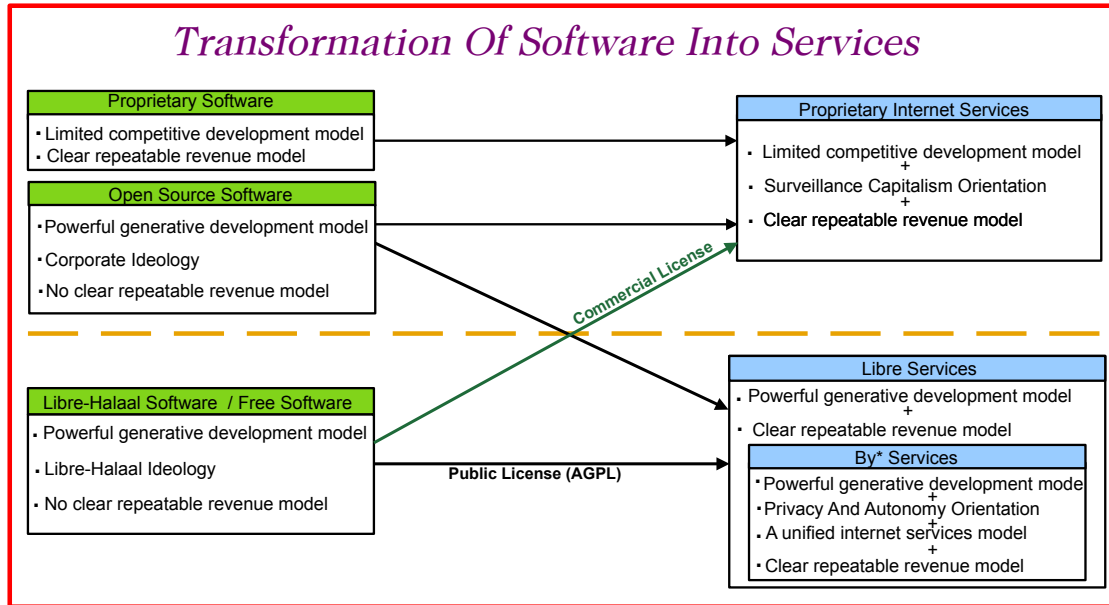 Transformation Of Software Into Services
Proprietary Software
· Limited competitive development model
· Clear repeatable revenue model
Open Source Software
· Powerful generative development model
· Corporate Ideology
· No clear repeatable revenue model
Proprietary Internet Services
· Limited competitive development model
+
· Surveillance Capitalism Orientation
+
· Clear repeatable revenue model
Commercial License
Libre-Halaal Software / Free Software
· Powerful generative development model
· Libre-Halaal Ideology
· No clear repeatable revenue model
Public License (AGPL)
Libre Services
· Powerful generative development model
+
· Clear repeatable revenue model
By* Services
· Powerful generative development mode
+
· Privacy And Autonomy Orientation
+
· A unified internet services model
+
· Clear repeatable revenue model